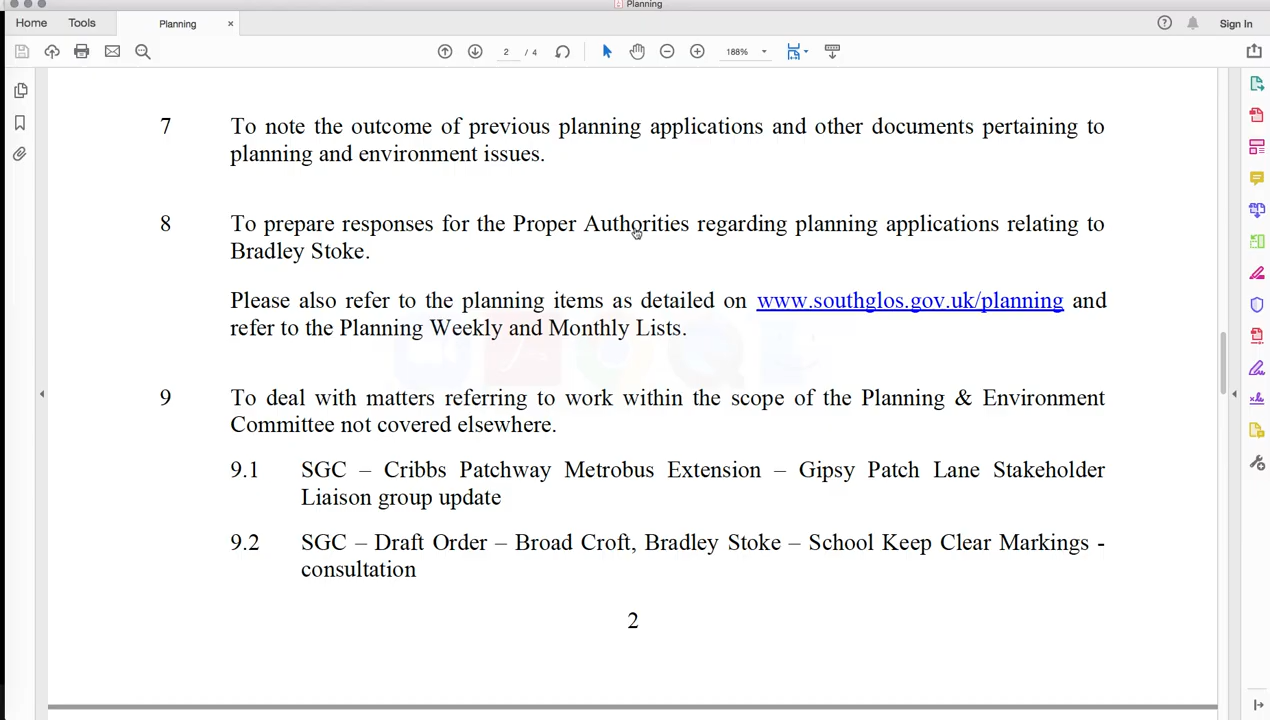 Planning
Home Tools Planning × Sign In
2 / 4 188%
7 To note the outcome of previous planning applications and other documents pertaining to
planning and environment issues.
8 To prepare responses for the Proper Authorities regarding planning applications relating to
Bradley Stoke.
Please also refer to the planning items as detailed on www.southglos.gov.uk/planning and
refer to the Planning Weekly and Monthly Lists.
9 To deal with matters referring to work within the scope of the Planning & Environment
Committee not covered elsewhere.
9.1 SGC – Cribbs Patchway Metrobus Extension – Gipsy Patch Lane Stakeholder
Liaison group update
9.2 SGC – Draft Order – Broad Croft, Bradley Stoke – School Keep Clear Markings -
consultation
2